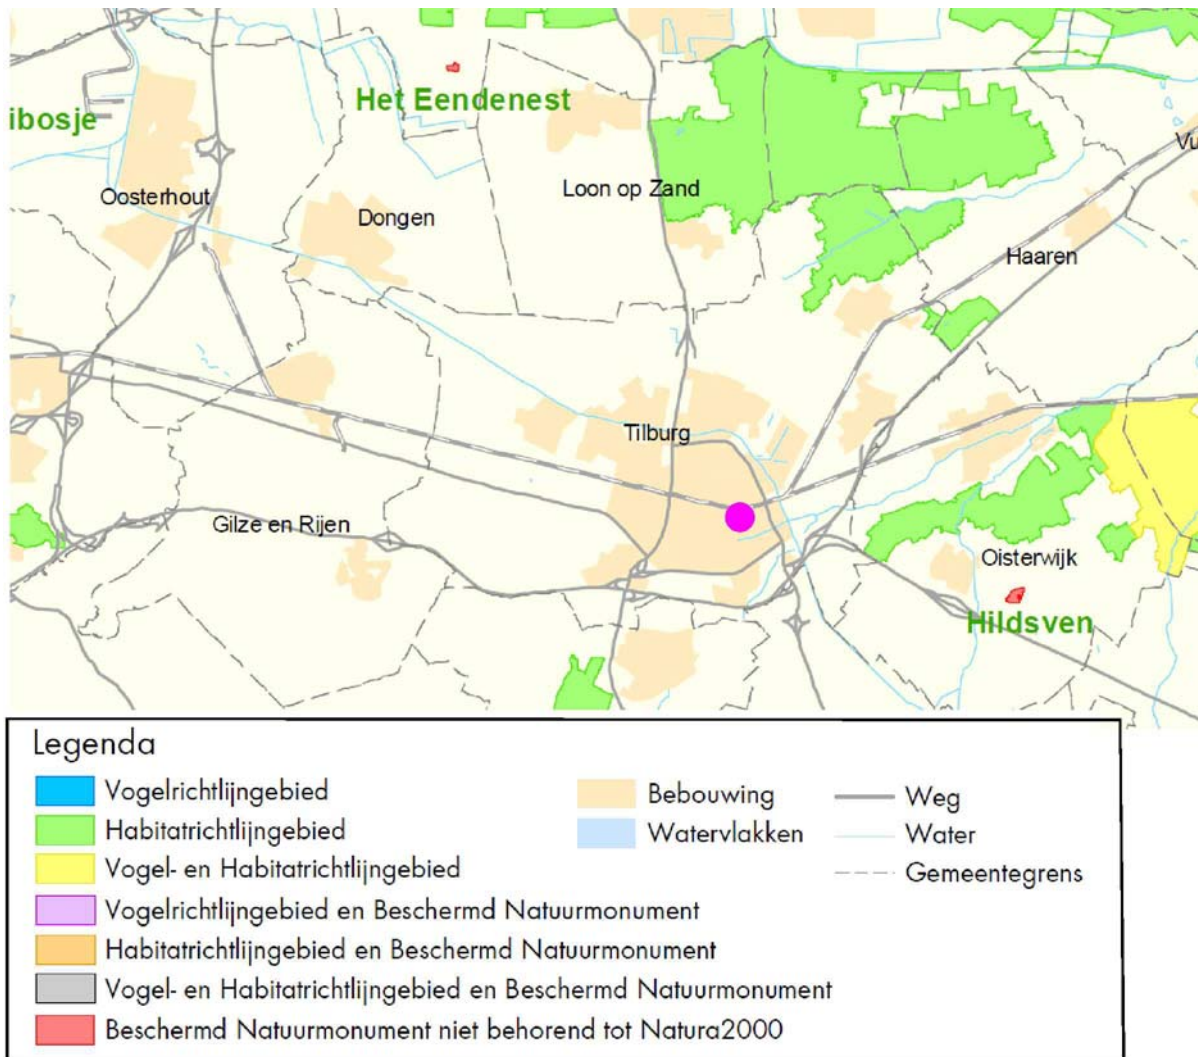 Het Eendenest
ibosje
Vu
Oosterhout
Loon op Zand
Dongen
Haaren
Tilburg
Gilze en Rijen
Oisterwijk
Hildsven
Legenda
Vogelrichtlijngebied
Habitatrichtlijngebied
Vogel- en Habitatrichtlijngebied
Vogelrichtlijngebied en Beschermd Natuurmonument
Habitatrichtlijngebied en Beschermd Natuurmonument
Vogel- en Habitatrichtlijngebied en Beschermd Natuurmonument
Beschermd Natuurmonument niet behorend tot Natura2000
Bebouwing
Watervlakken
Weg
Water
Gemeentegrens